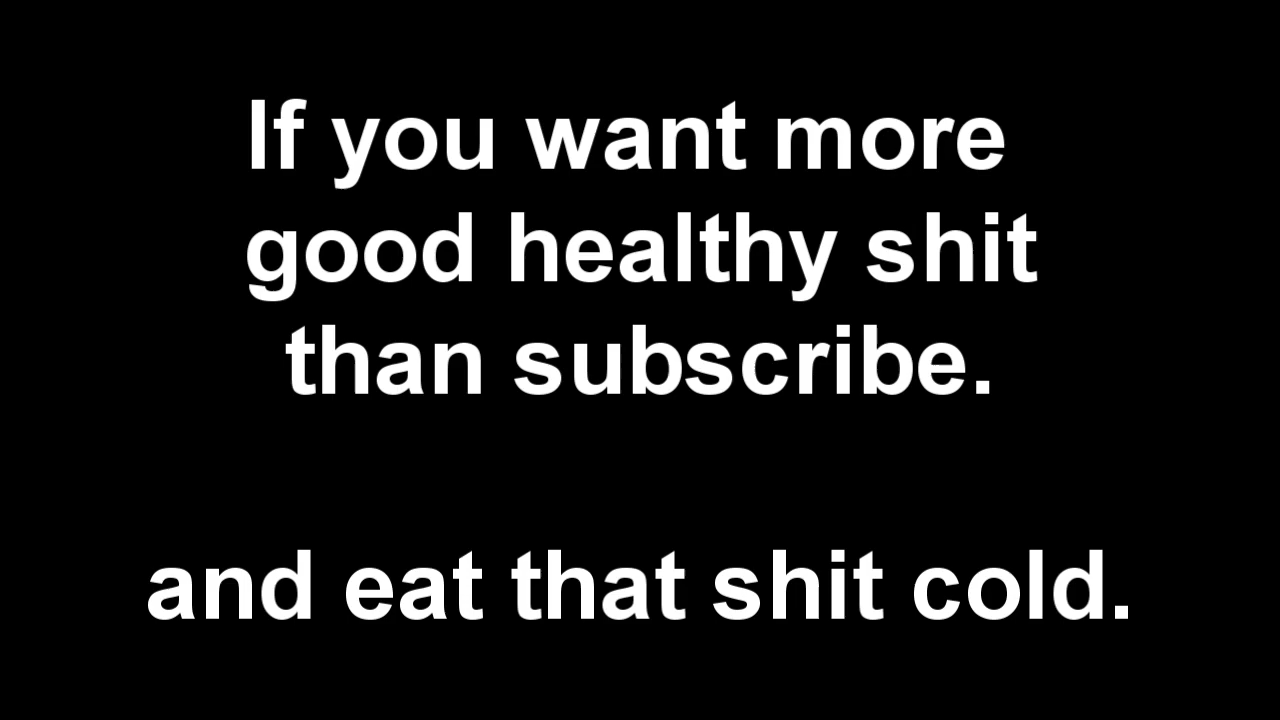 If you want more
good healthy shit
than subscribe.
and eat that shit cold.